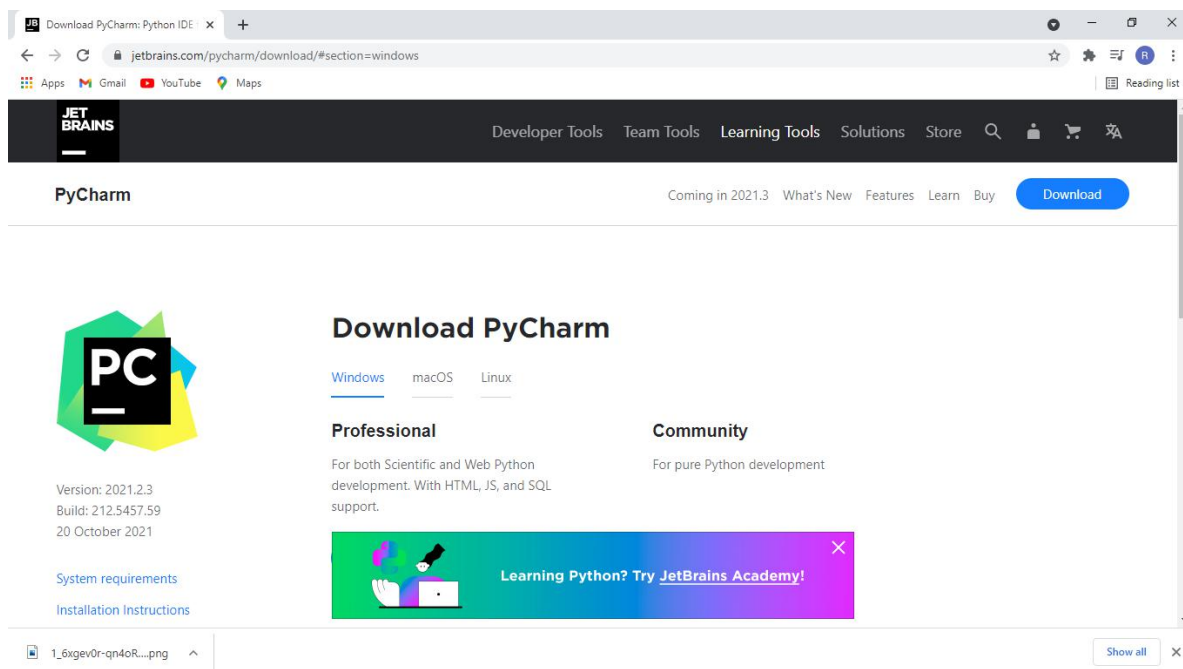 JB Download PyCharm: Python IDE
jetbrains.com/pycharm/download/#section=windows
R
Apps Gmail YouTube Maps Reading list
JET
BRAINS
Developer Tools Team Tools Learning Tools Solutions Store
PyCharm Coming in 2021.3 What's New Features Learn Buy Download
PC
Download PyCharm
Windows macOS Linux
Professional Community
For both Scientific and Web Python
development. With HTML, JS, and SQL
support.
For pure Python development
Version: 2021.2.3
Build: 212.5457.59
20 October 2021
System requirements
Installation Instructions
Learning Python? Try JetBrains Academy!
1_6xgev0r-qn4oR....png Show all